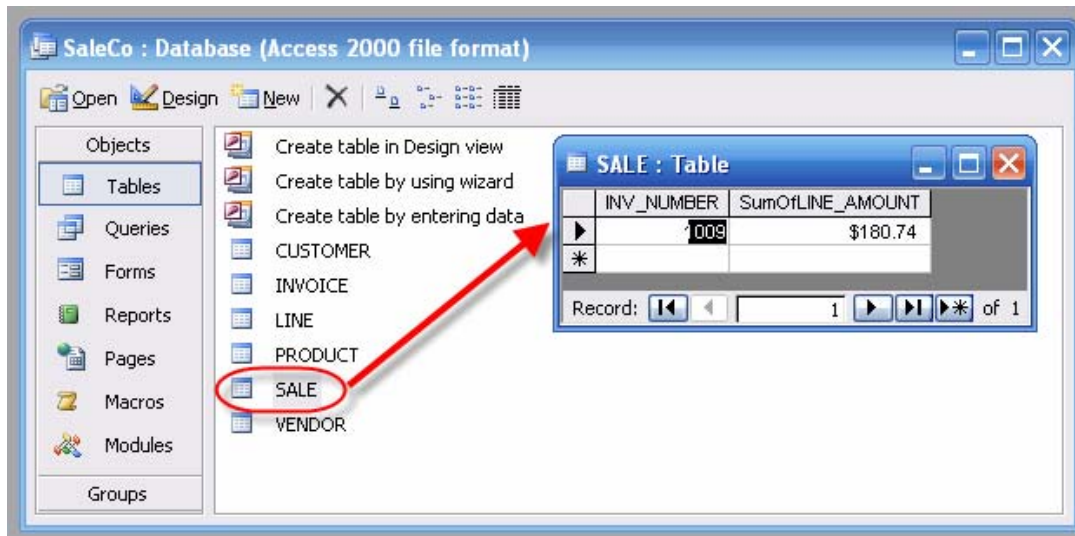 SaleCo : Database (Access 2000 file format)
Open Design New
Objects
Tables
Queries
Forms
Reports
Pages
Macros
Modules
Groups
Create table in Design view
Create table by using wizard
Create table by entering data
CUSTOMER
INVOICE
LINE
PRODUCT
SALE
VENDOR
SALE : Table
INV_NUMBER SumOfLINE_AMOUNT
1009 $180.74
Record: 1 of 1